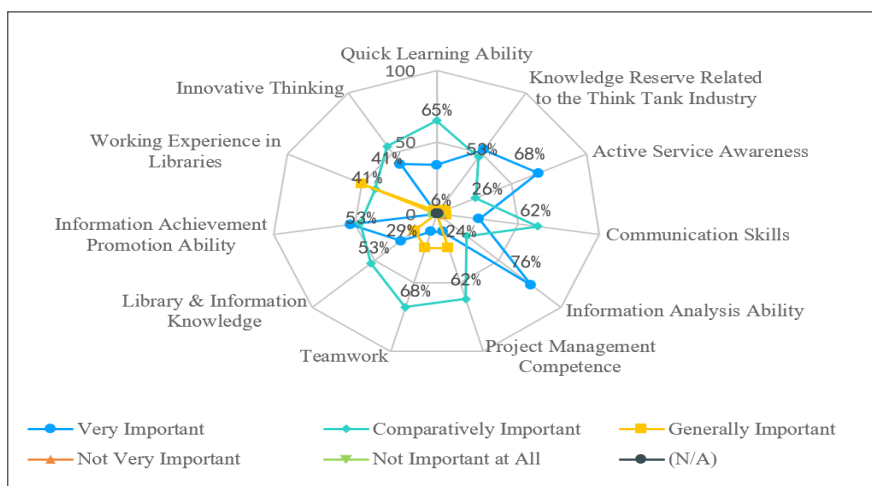 Quick Learning Ability
100
Innovative Thinking
Knowledge Reserve Related
to the Think Tank Industry
65%
Working Experience in
Libraries
50
53%
68%
Active Service Awareness
41%
41%
26%
6%
0
62%
Information Achievement
Promotion Ability
53%
Communication Skills
29%
24%
53%
76%
Library & Information
Knowledge
68%
62%
Information Analysis Ability
Teamwork
Project Management
Competence
Very Important
Comparatively Important
Generally Important
Not Very Important
Not Important at All
(N/A)